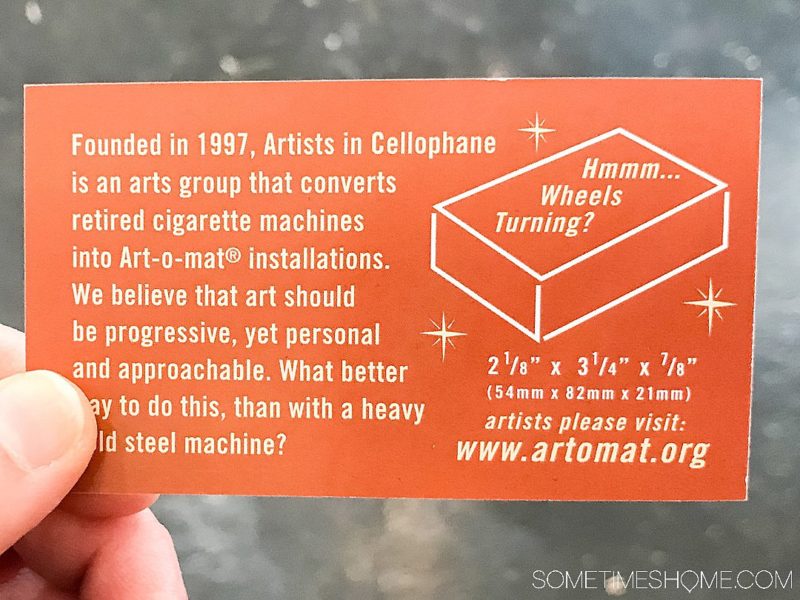 Founded in 1997, Artists in Cellophane
is an arts group that converts
retired cigarette machines
into Art-o-mat® installations.
We believe that art should
be progressive, yet personal
and approachable. What better
to do this, than with a heavy
steel machine?
Hmmm...
Wheels
Turning?
2 1/8" x 3 1/4" x 7/8"
(54mm x 82mm x 21mm)
artists please visit:
www.artomat.org
SOMETIMESHOME.COM